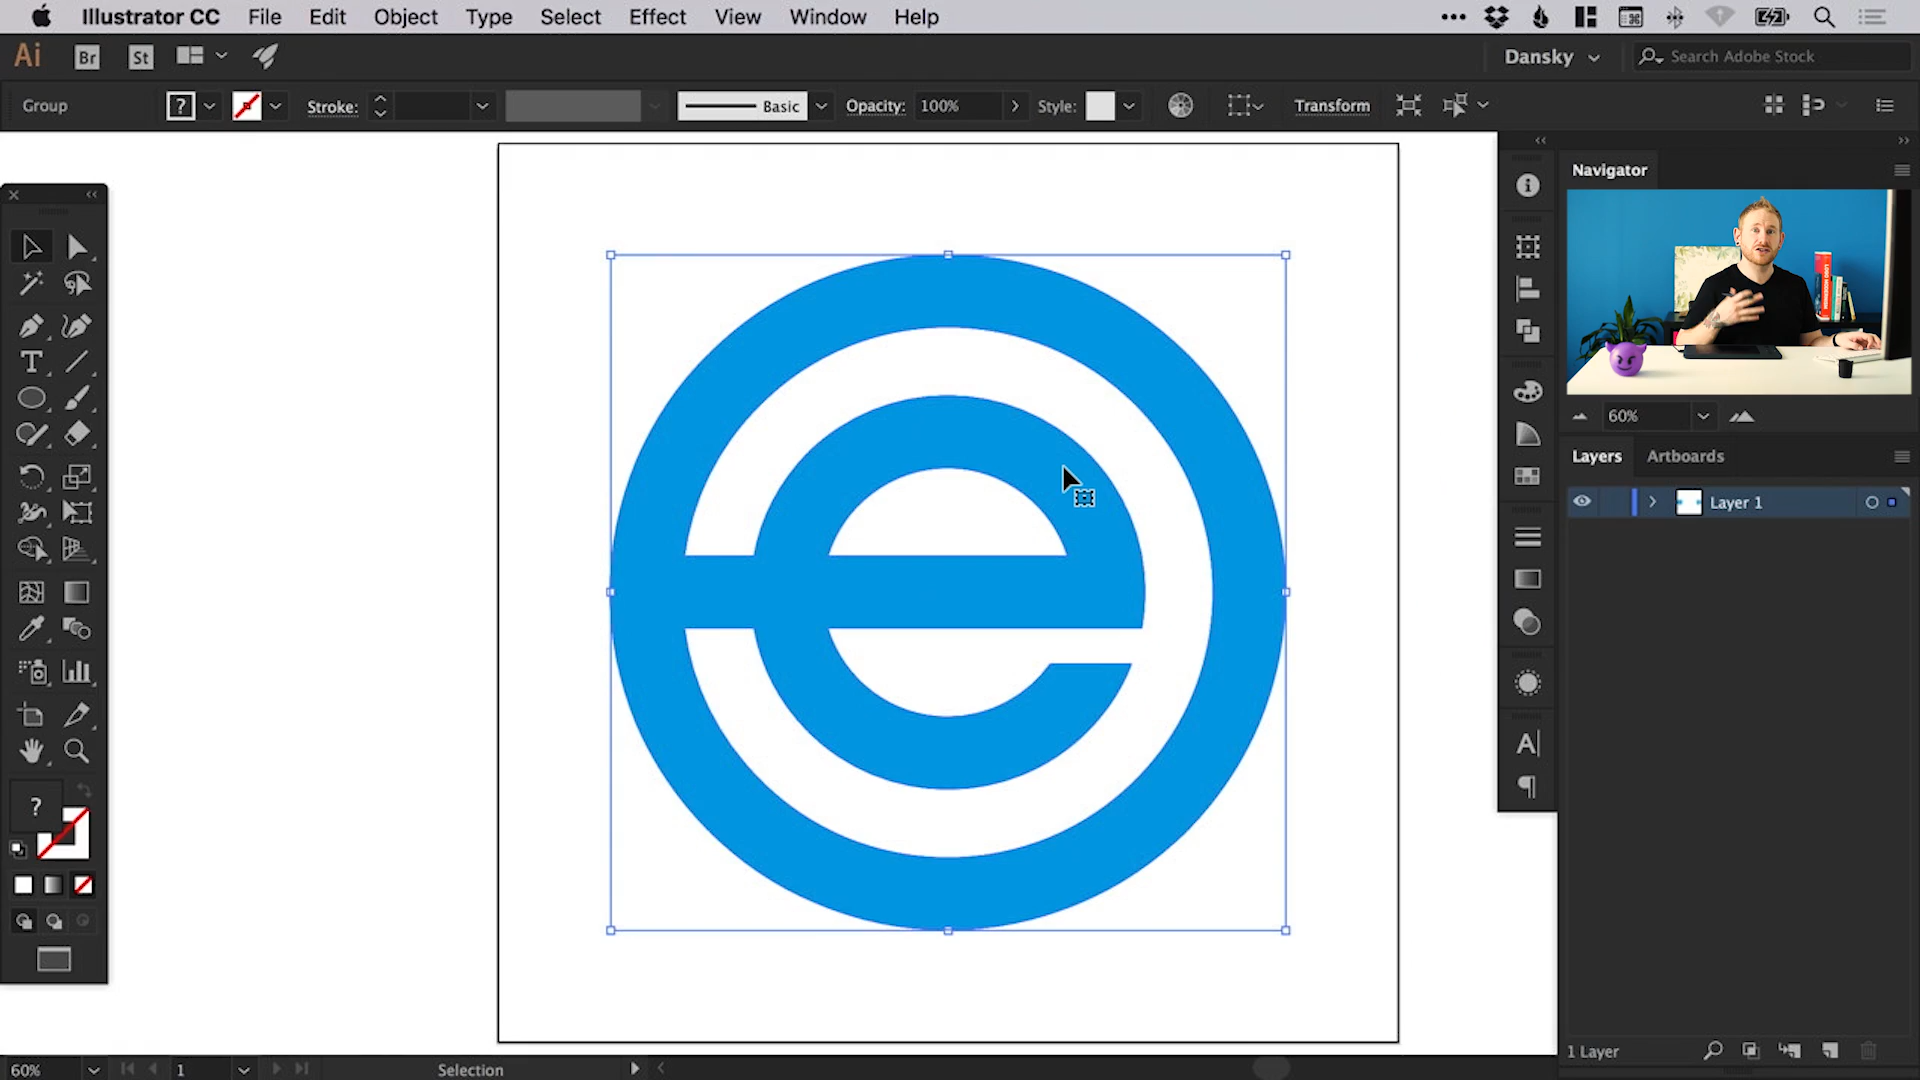 Illustrator CC File Edit Object Type Select Effect View Window Help
Ai Br St Dansky Search Adobe Stock
Group ? Stroke: Basic Opacity: 100% Style: Transform
Navigator
60%
Layers Artboards
Layer 1
T
A
?
e
1 Layer
60% 1 Selection